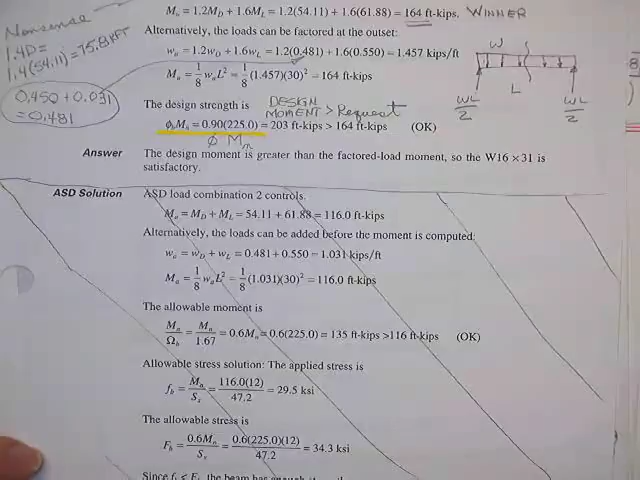 Nonsense
1.4D =
1.4(54.11) = 75.8 kft
0.450 + 0.031
= 0.481
Mu = 1.2MD + 1.6ML = 1.2(54.11) + 1.6(61.88) = 164 ft-kips. WINNER
Alternatively, the loads can be factored at the outset:
wu = 1.2wD + 1.6wL = 1.2(0.481) + 1.6(0.550) = 1.457 kips/ft
Mu = 1/8 wuL² = 1/8 (1.457)(30)² = 164 ft-kips
W
L
WL/2
WL/2
The design strength is
DESIGN MOMENT > Request
ϕbMn = 0.90(225.0) = 203 ft-kips > 164 ft-kips (OK)
ϕ Mn
Answer The design moment is greater than the factored-load moment, so the W16 × 31 is
satisfactory.
ASD Solution ASD load combination 2 controls.
Ma = MD + ML = 54.11 + 61.88 = 116.0 ft-kips
Alternatively, the loads can be added before the moment is computed:
wa = wD + wL = 0.481 + 0.550 = 1.031 kips/ft
Ma = 1/8 waL² = 1/8 (1.031)(30)² = 116.0 ft-kips
The allowable moment is
Mn/Ωb = Mn/1.67 = 0.6Mn = 0.6(225.0) = 135 ft-kips > 116 ft-kips (OK)
Allowable stress solution: The applied stress is
fb = Ma/Sx = 116.0(12)/47.2 = 29.5 ksi
The allowable stress is
Fb = 0.6Mn/Sx = 0.6(225.0)(12)/47.2 = 34.3 ksi
Since fb < Fb, the beam has enough